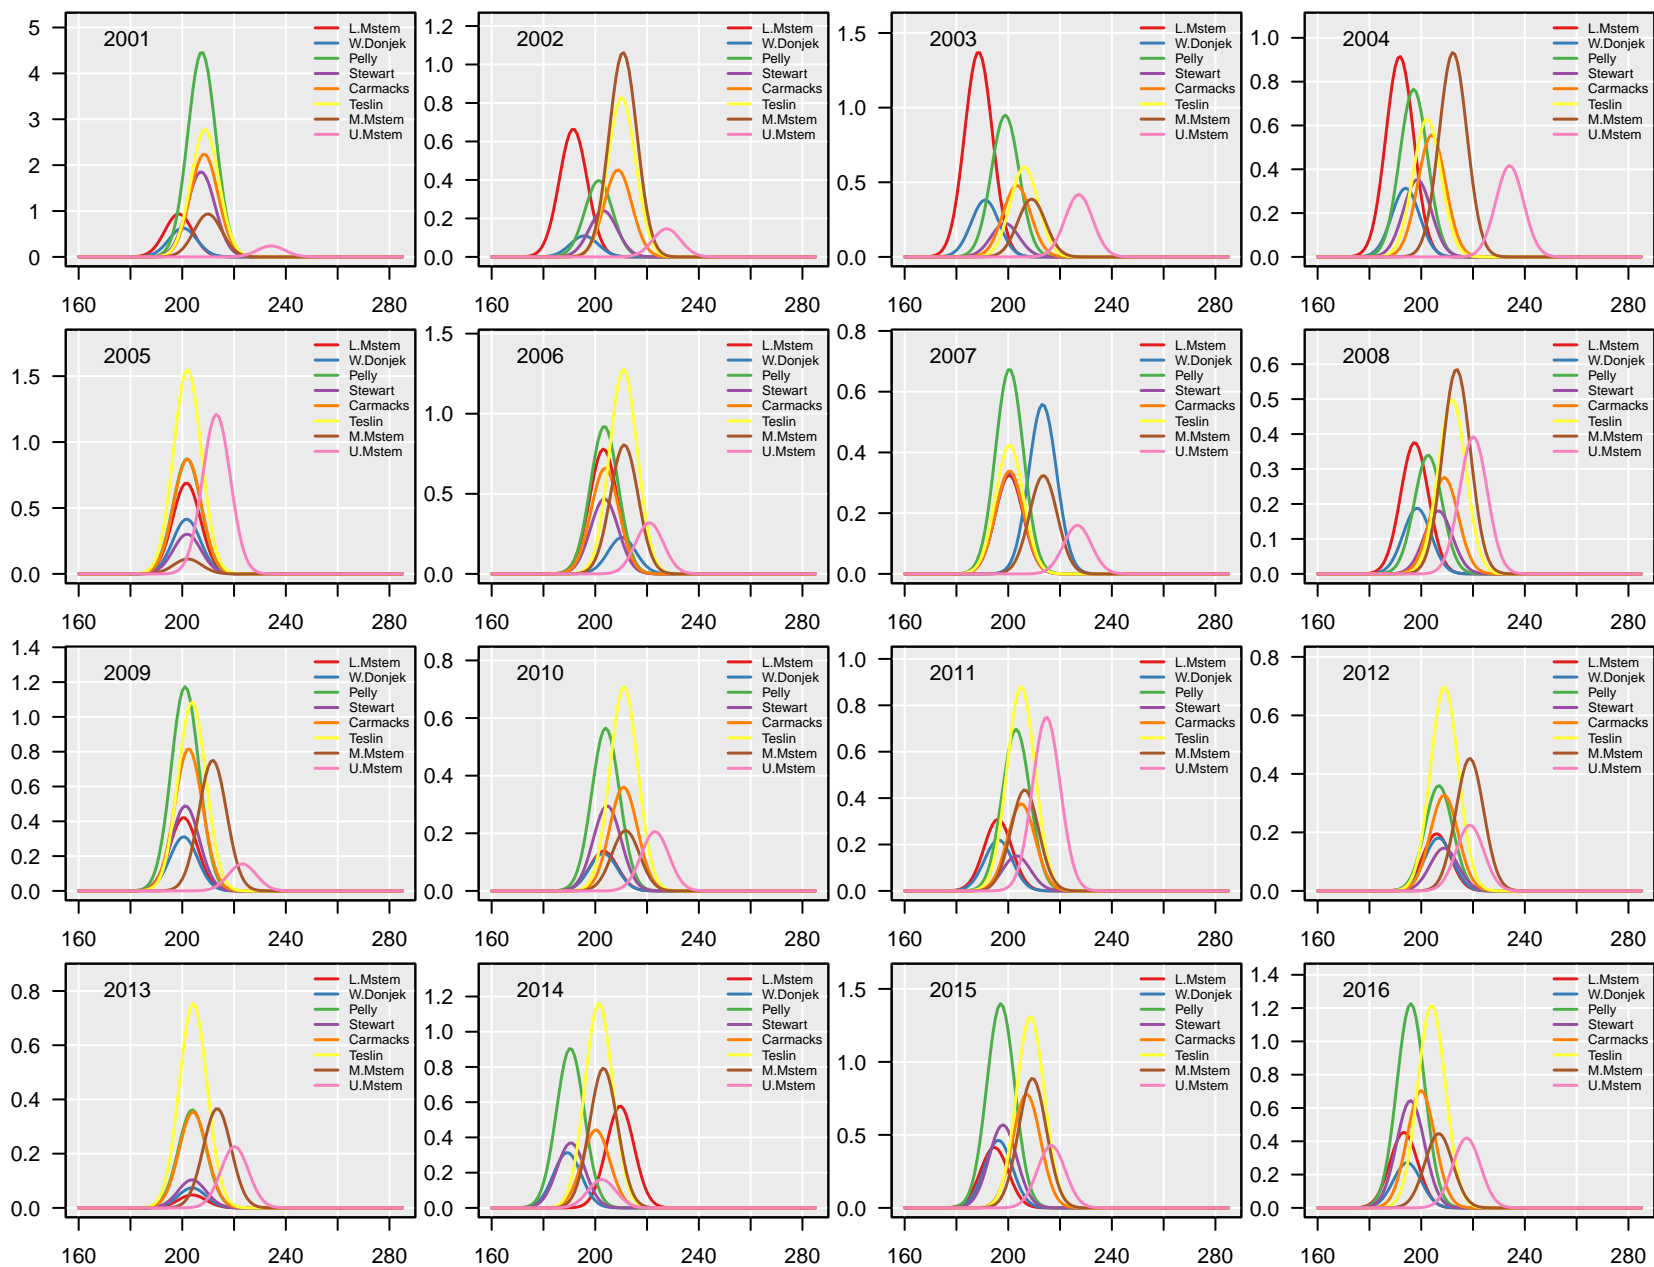 2001
L.Mstem
W.Donjek
Pelly
Stewart
Carmacks
Teslin
M.Mstem
U.Mstem
5
4
3
2
1
0
160 200 240 280
2002
L.Mstem
W.Donjek
Pelly
Stewart
Carmacks
Teslin
M.Mstem
U.Mstem
1.2
1.0
0.8
0.6
0.4
0.2
0.0
160 200 240 280
2003
L.Mstem
W.Donjek
Pelly
Stewart
Carmacks
Teslin
M.Mstem
U.Mstem
1.5
1.0
0.5
0.0
160 200 240 280
2004
L.Mstem
W.Donjek
Pelly
Stewart
Carmacks
Teslin
M.Mstem
U.Mstem
1.0
0.8
0.6
0.4
0.2
0.0
160 200 240 280
2005
L.Mstem
W.Donjek
Pelly
Stewart
Carmacks
Teslin
M.Mstem
U.Mstem
1.5
1.0
0.5
0.0
160 200 240 280
2006
L.Mstem
W.Donjek
Pelly
Stewart
Carmacks
Teslin
M.Mstem
U.Mstem
1.5
1.0
0.5
0.0
160 200 240 280
2007
L.Mstem
W.Donjek
Pelly
Stewart
Carmacks
Teslin
M.Mstem
U.Mstem
0.8
0.6
0.4
0.2
0.0
160 200 240 280
2008
L.Mstem
W.Donjek
Pelly
Stewart
Carmacks
Teslin
M.Mstem
U.Mstem
0.6
0.5
0.4
0.3
0.2
0.1
0.0
160 200 240 280
2009
L.Mstem
W.Donjek
Pelly
Stewart
Carmacks
Teslin
M.Mstem
U.Mstem
1.4
1.2
1.0
0.8
0.6
0.4
0.2
0.0
160 200 240 280
2010
L.Mstem
W.Donjek
Pelly
Stewart
Carmacks
Teslin
M.Mstem
U.Mstem
0.8
0.6
0.4
0.2
0.0
160 200 240 280
2011
L.Mstem
W.Donjek
Pelly
Stewart
Carmacks
Teslin
M.Mstem
U.Mstem
1.0
0.8
0.6
0.4
0.2
0.0
160 200 240 280
2012
L.Mstem
W.Donjek
Pelly
Stewart
Carmacks
Teslin
M.Mstem
U.Mstem
0.8
0.6
0.4
0.2
0.0
160 200 240 280
2013
L.Mstem
W.Donjek
Pelly
Stewart
Carmacks
Teslin
M.Mstem
U.Mstem
0.8
0.6
0.4
0.2
0.0
160 200 240 280
2014
L.Mstem
W.Donjek
Pelly
Stewart
Carmacks
Teslin
M.Mstem
U.Mstem
1.2
1.0
0.8
0.6
0.4
0.2
0.0
160 200 240 280
2015
L.Mstem
W.Donjek
Pelly
Stewart
Carmacks
Teslin
M.Mstem
U.Mstem
1.5
1.0
0.5
0.0
160 200 240 280
2016
L.Mstem
W.Donjek
Pelly
Stewart
Carmacks
Teslin
M.Mstem
U.Mstem
1.4
1.2
1.0
0.8
0.6
0.4
0.2
0.0
160 200 240 280